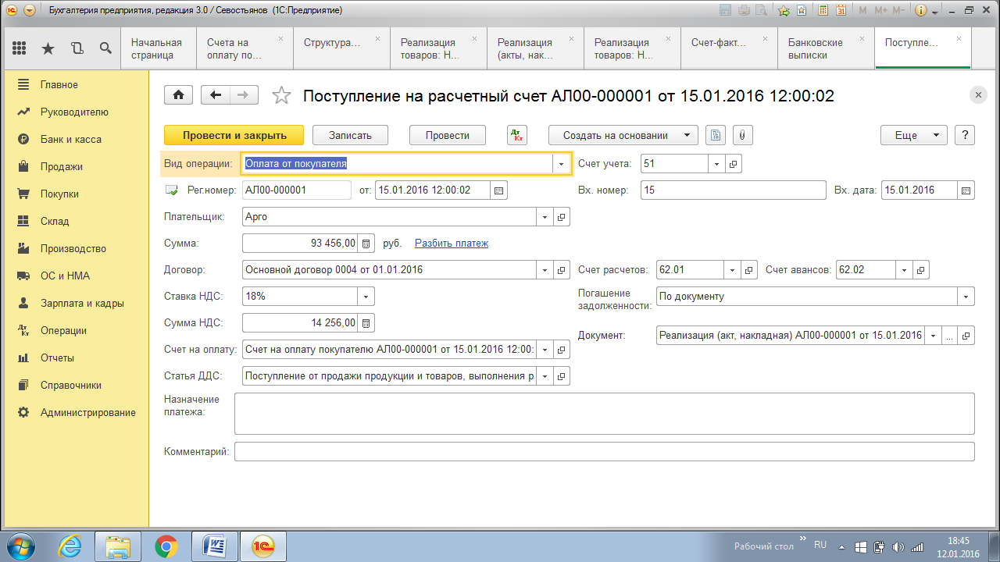 Бухгалтерия предприятия, редакция 3.0 / Севостьянов (1С:Предприятие)
M M+ M-
Начальная страница
Счета на оплату по...
Структура...
Реализация товаров: Н...
Реализация (акты, нак...
Реализация товаров: Н...
Счет-факт...
Банковские выписки
Поступле...
Главное
Руководителю
Банк и касса
Продажи
Покупки
Склад
Производство
ОС и НМА
Зарплата и кадры
Операции
Отчеты
Справочники
Администрирование
Поступление на расчетный счет АЛ00-000001 от 15.01.2016 12:00:02
Провести и закрыть Записать Провести Дт Кт Создать на основании Еще ?
Вид операции: Оплата от покупателя Счет учета: 51
Рег.номер: АЛ00-000001 от: 15.01.2016 12:00:02 Вх. номер: 15 Вх. дата: 15.01.2016
Плательщик: Арго
Сумма: 93 456,00 руб. Разбить платеж
Договор: Основной договор 0004 от 01.01.2016 Счет расчетов: 62.01 Счет авансов: 62.02
Ставка НДС: 18% Погашение задолженности: По документу
Сумма НДС: 14 256,00
Документ: Реализация (акт, накладная) АЛ00-000001 от 15.01.2016 ...
Счет на оплату: Счет на оплату покупателю АЛ00-000001 от 15.01.2016 12:00:
Статья ДДС: Поступление от продажи продукции и товаров, выполнения р
Назначение платежа:
Комментарий:
Рабочий стол » RU 18:45
12.01.2016